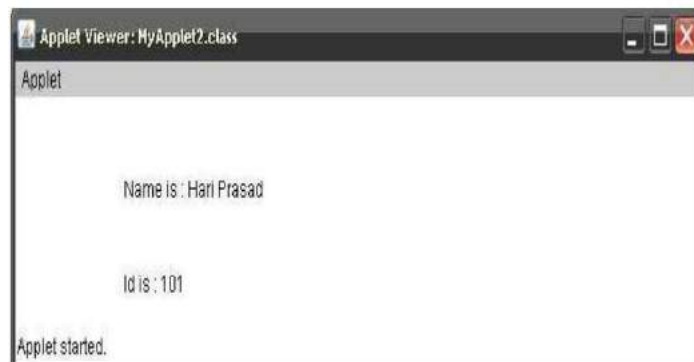 Applet Viewer: MyApplet2.class
Applet
Name is : Hari Prasad
Id is : 101
Applet started.